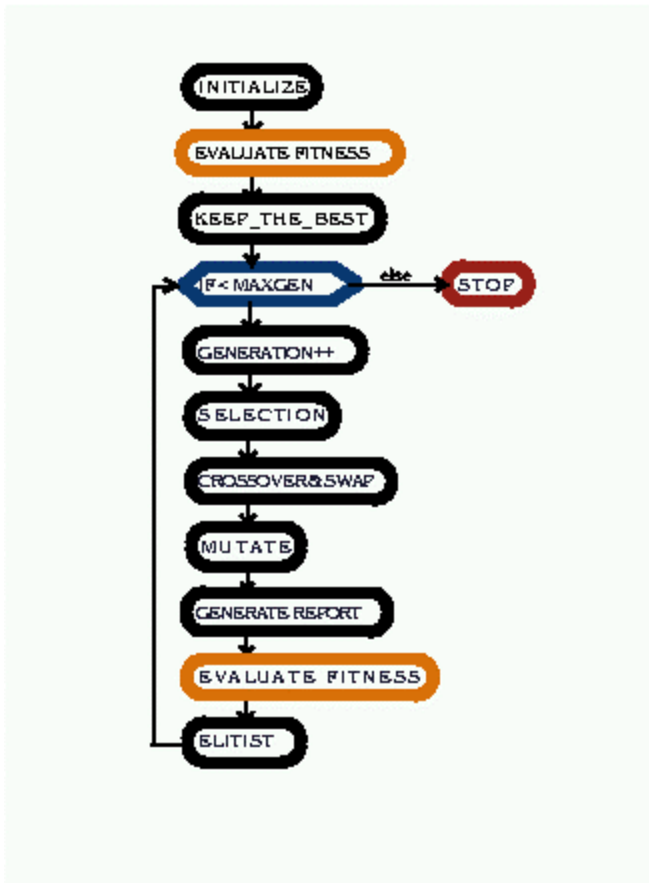 INITIALIZE
EVALUATE FITNESS
KEEP_THE_BEST
IF < MAXGEN
else
STOP
GENERATION++
SELECTION
CROSSOVER&SWAP
MUTATE
GENERATE REPORT
EVALUATE FITNESS
ELITIST